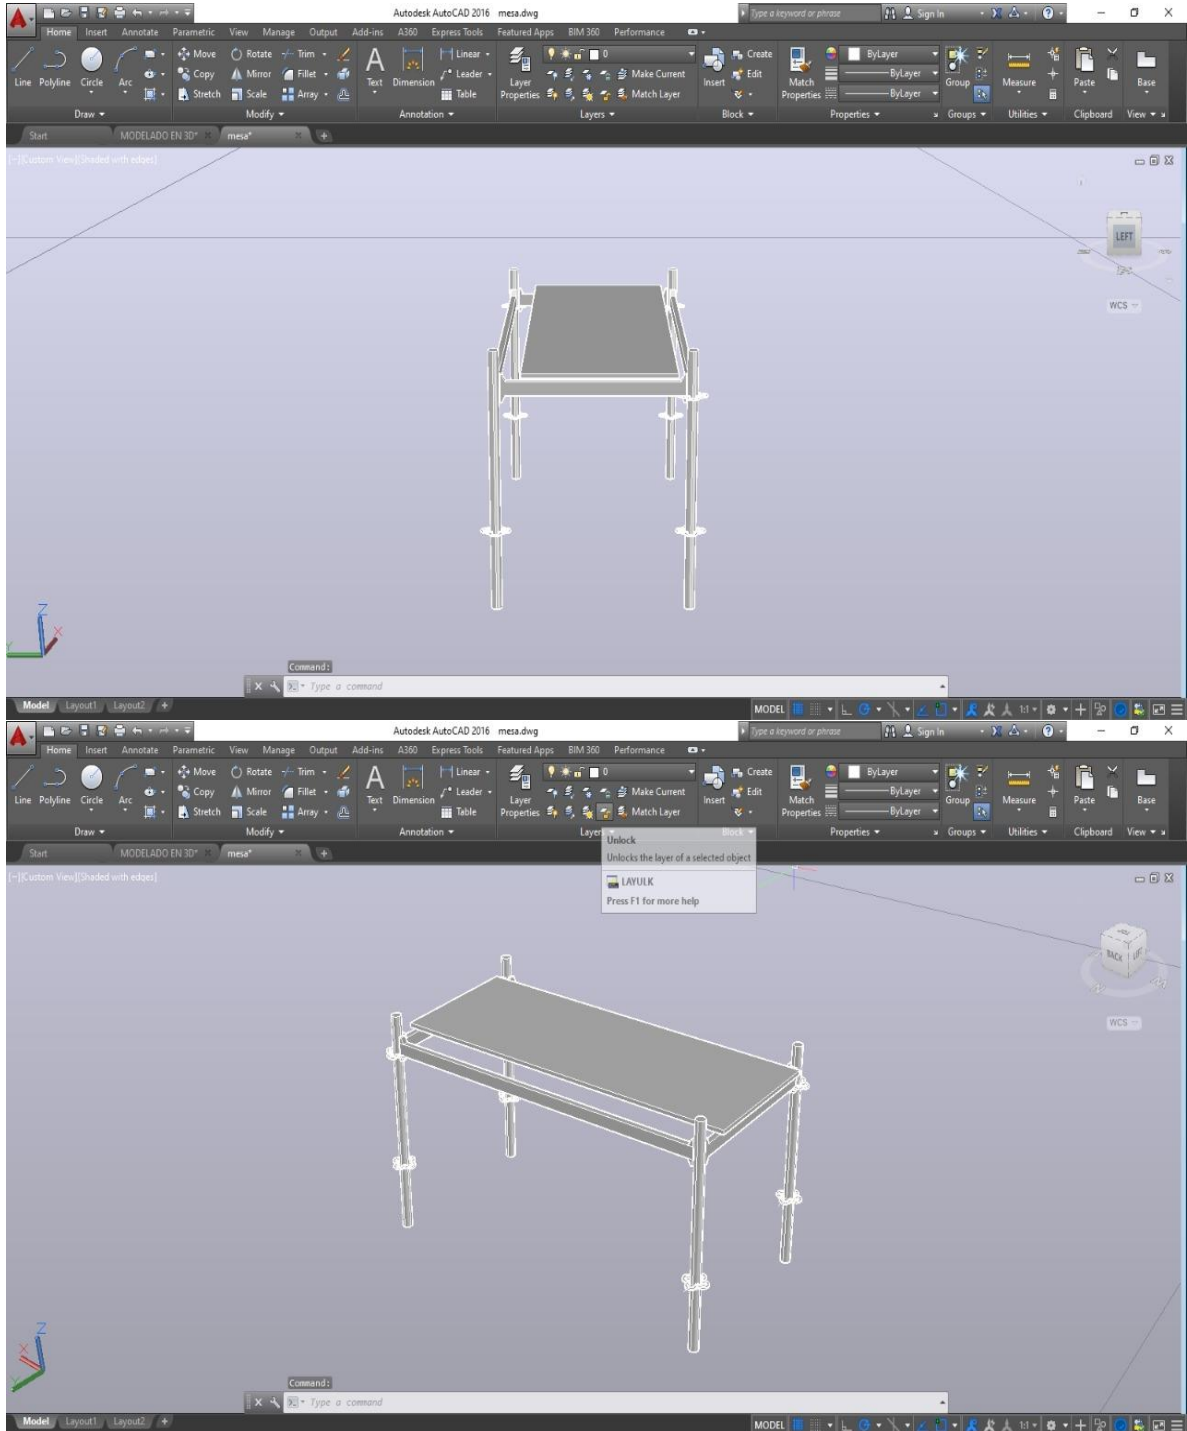 Autodesk AutoCAD 2016 mesa.dwg
Type a keyword or phrase
Sign In
Home Insert Annotate Parametric View Manage Output Add-ins A360 Express Tools Featured Apps BIM 360 Performance
Line Polyline Circle Arc
Move Rotate Trim
Copy Mirror Fillet
Stretch Scale Array
Text Dimension
Linear
Leader
Table
Layer Properties
0
Make Current
Match Layer
Insert
Create
Edit
Match Properties
ByLayer
ByLayer
ByLayer
Group
Measure
Paste
Base
Draw Modify Annotation Layers Block Properties Groups Utilities Clipboard View
Start MODELADO EN 3D* mesa*
[-][Custom View][Shaded with edges]
LEFT
WCS
Z
X
Y
Command:
Type a command
Model Layout1 Layout2
MODEL
1:1
Autodesk AutoCAD 2016 mesa.dwg
Type a keyword or phrase
Sign In
Home Insert Annotate Parametric View Manage Output Add-ins A360 Express Tools Featured Apps BIM 360 Performance
Line Polyline Circle Arc
Move Rotate Trim
Copy Mirror Fillet
Stretch Scale Array
Text Dimension
Linear
Leader
Table
Layer Properties
0
Make Current
Match Layer
Insert
Create
Edit
Match Properties
ByLayer
ByLayer
ByLayer
Group
Measure
Paste
Base
Draw Modify Annotation Layers Block Properties Groups Utilities Clipboard View
Unlock
Unlocks the layer of a selected object
LAYULK
Press F1 for more help
Start MODELADO EN 3D* mesa*
[-][Custom View][Shaded with edges]
BACK
WCS
Z
X
Y
Command:
Type a command
Model Layout1 Layout2
MODEL
1:1